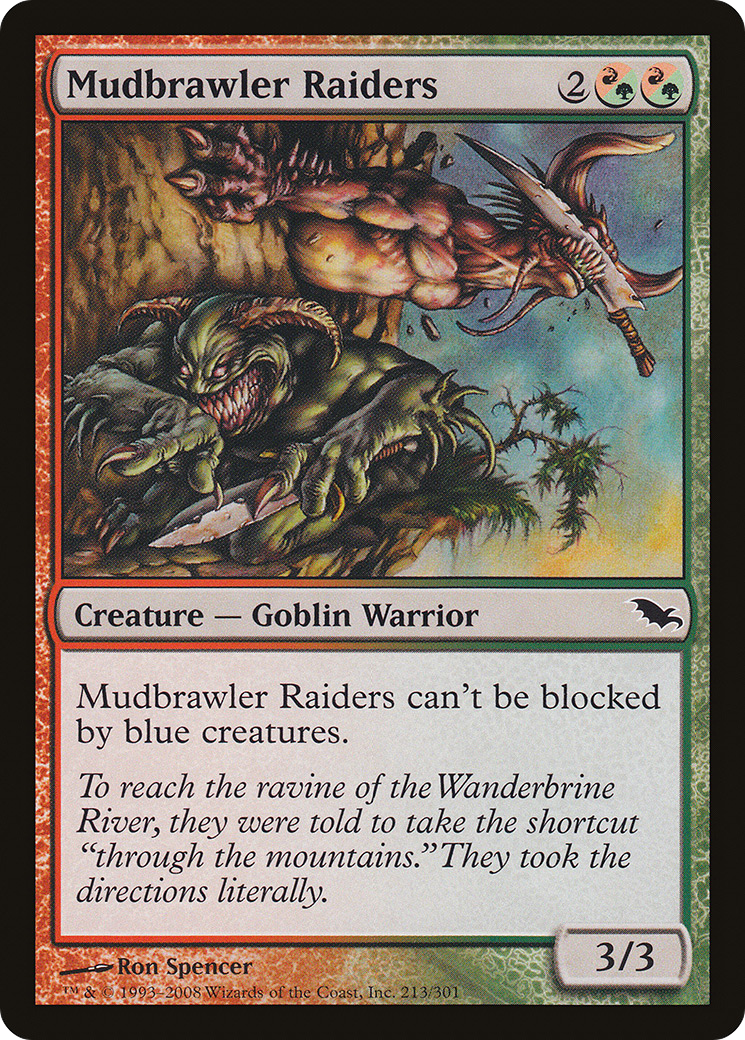 Mudbrawler Raiders 2
Creature — Goblin Warrior
Mudbrawler Raiders can't be blocked
by blue creatures.
To reach the ravine of the Wanderbrine
River, they were told to take the shortcut
“through the mountains.” They took the
directions literally.
3/3
Ron Spencer
™ & © 1993–2008 Wizards of the Coast, Inc. 213/301